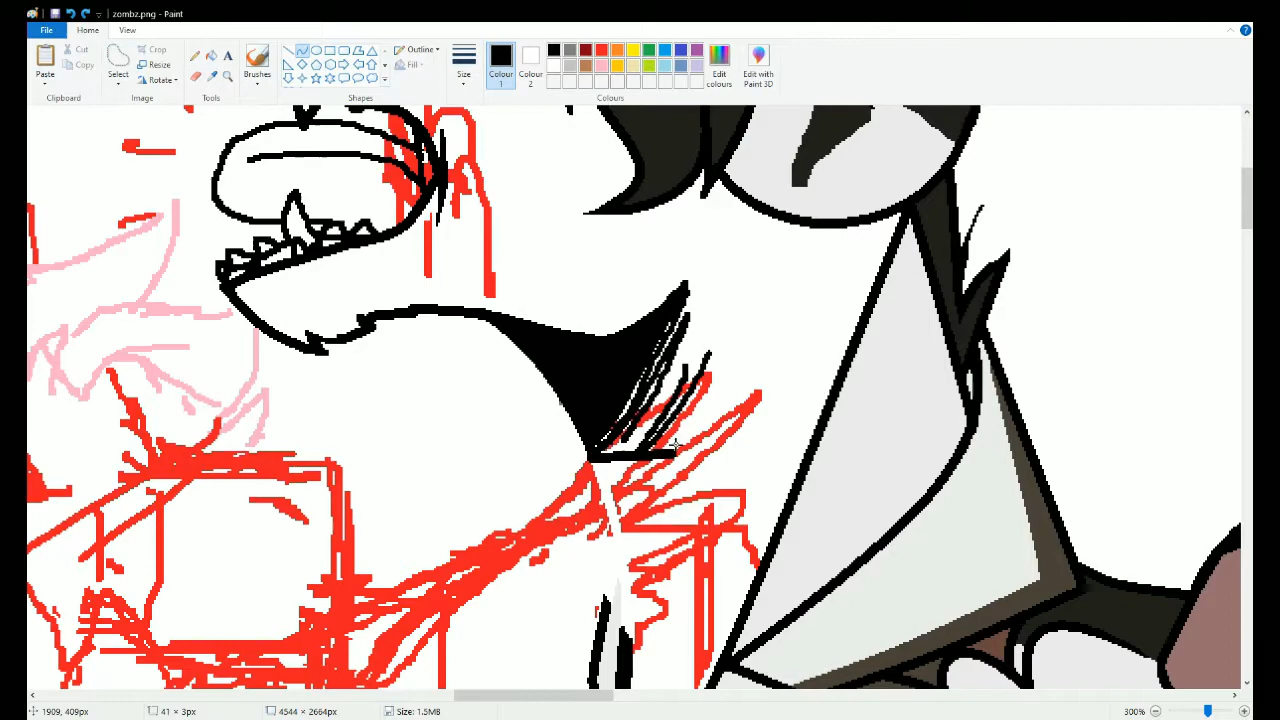 zombz.png - Paint
File Home View
Paste Cut Copy Clipboard
Select Crop Resize Rotate Image
Tools
Brushes
Outline Fill Shapes
Size
Colour 1 Colour 2 Edit colours Edit with Paint 3D Colours
1909, 409px 41 × 3px 4544 × 2664px Size: 1.5MB 300%